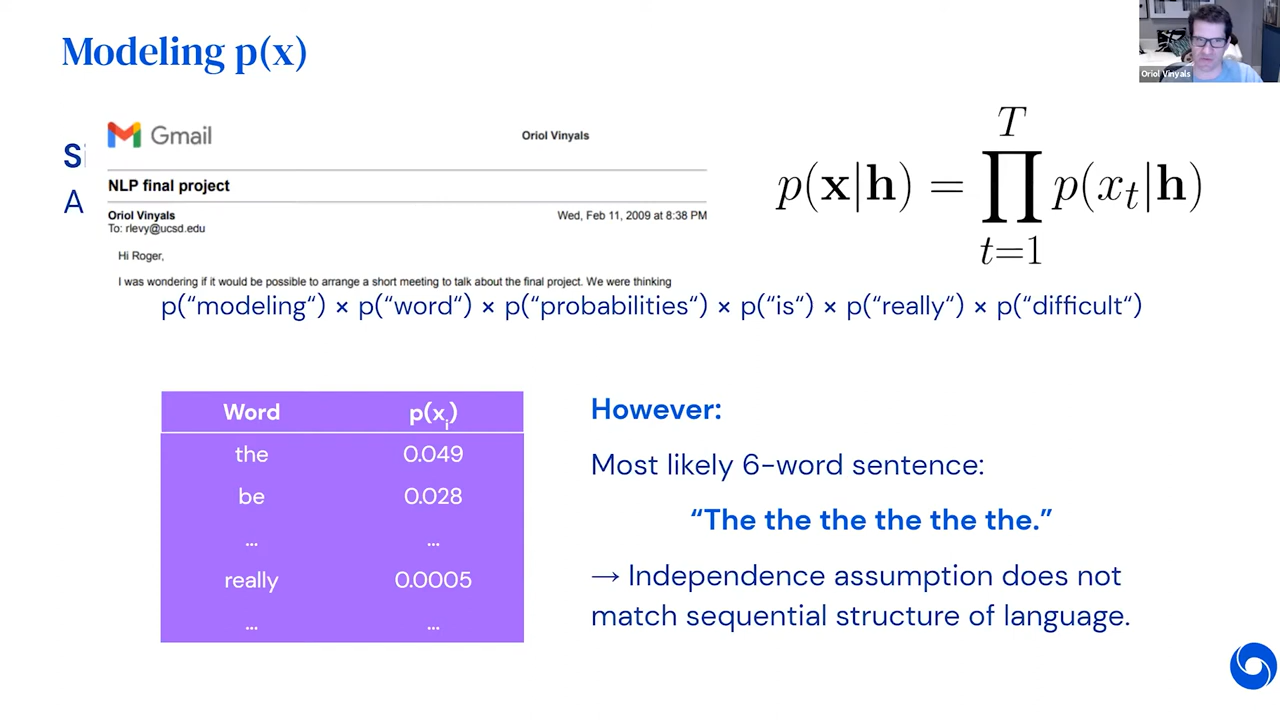 Modeling p(x)
Oriol Vinyals
Gmail
Oriol Vinyals
S
NLP final project
A
Oriol Vinyals
Wed, Feb 11, 2009 at 8:38 PM
To: rlevy@ucsd.edu
Hi Roger,
I was wondering if it would be possible to arrange a short meeting to talk about the final project. We were thinking
p(x|h) = ∏ t=1 T p(x_t|h)
p(“modeling“) × p(“word“) × p(“probabilities“) × p(“is“) × p(“really“) × p(“difficult“)
Word p(x_i)
the 0.049
be 0.028
... ...
really 0.0005
... ...
However:
Most likely 6-word sentence:
“The the the the the the.”
→ Independence assumption does not
match sequential structure of language.